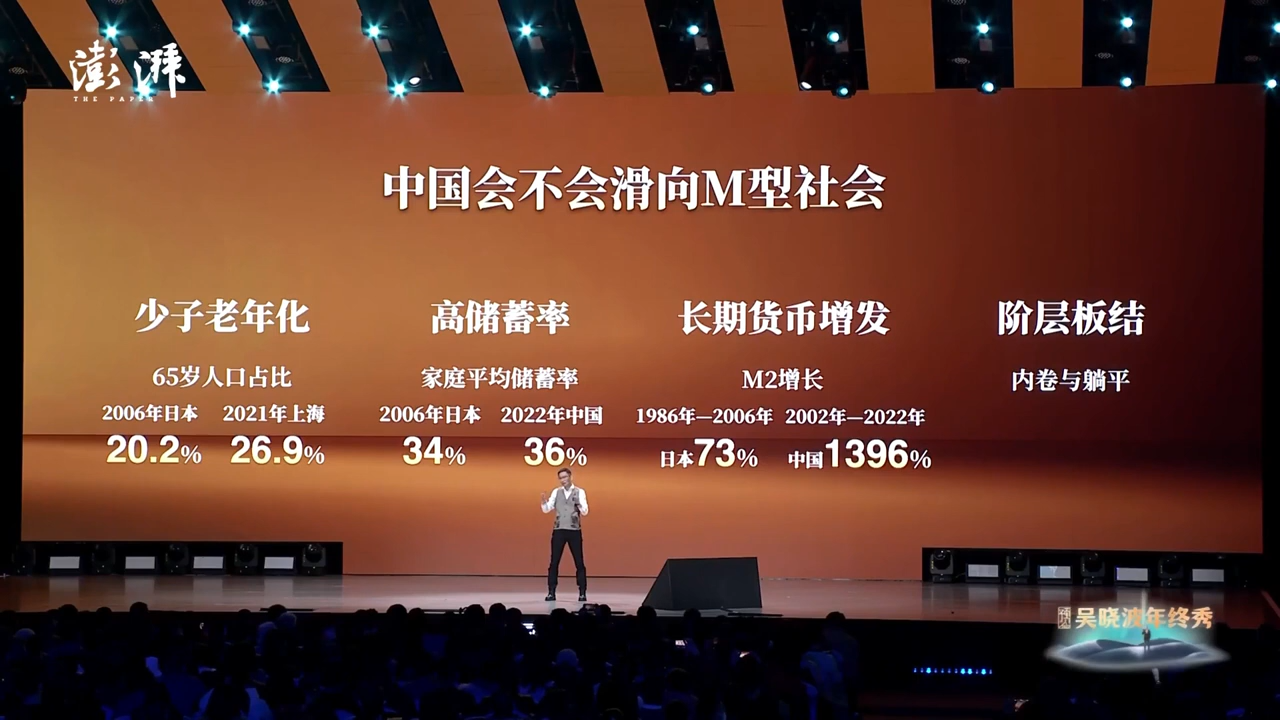 澎湃
THE PAPER
中国会不会滑向M型社会
少子老年化
65岁人口占比
2006年日本 2021年上海
20.2% 26.9%
高储蓄率
家庭平均储蓄率
2006年日本 2022年中国
34% 36%
长期货币增发
M2增长
1986年—2006年 2002年—2022年
日本73% 中国1396%
阶层板结
内卷与躺平
吴晓波年终秀